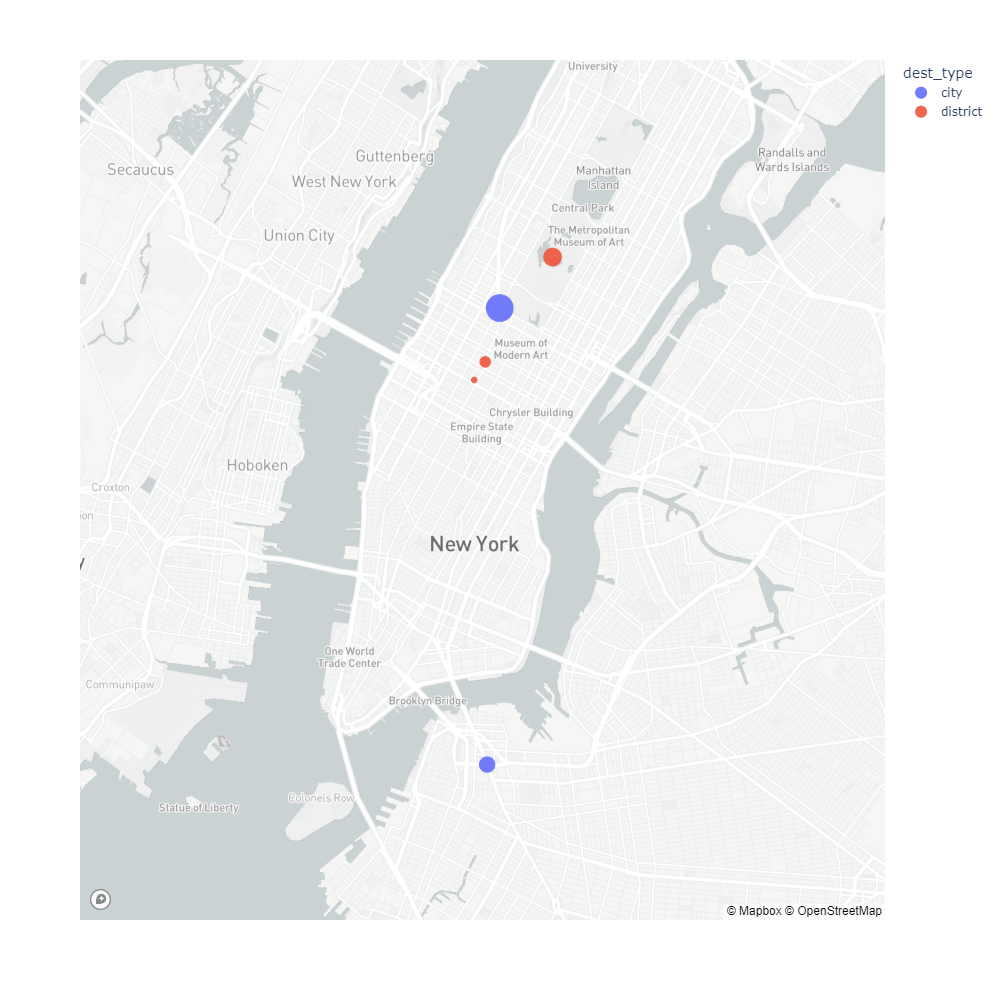 University
dest_type
city
district
Secaucus
Guttenberg
West New York
Randalls and
Wards Islands
Manhattan
Island
Central Park
Union City
The Metropolitan
Museum of Art
Museum of
Modern Art
Chrysler Building
Empire State
Building
Hoboken
Croxton
ion
New York
y
One World
Trade Center
Communipaw
Brooklyn Bridge
Colonels Row
Statue of Liberty
© Mapbox © OpenStreetMap